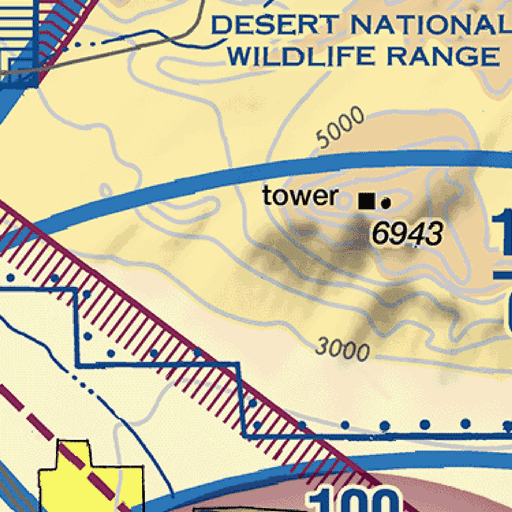 DESERT NATIONAL
WILDLIFE RANGE
5000
tower
6943
3000
100